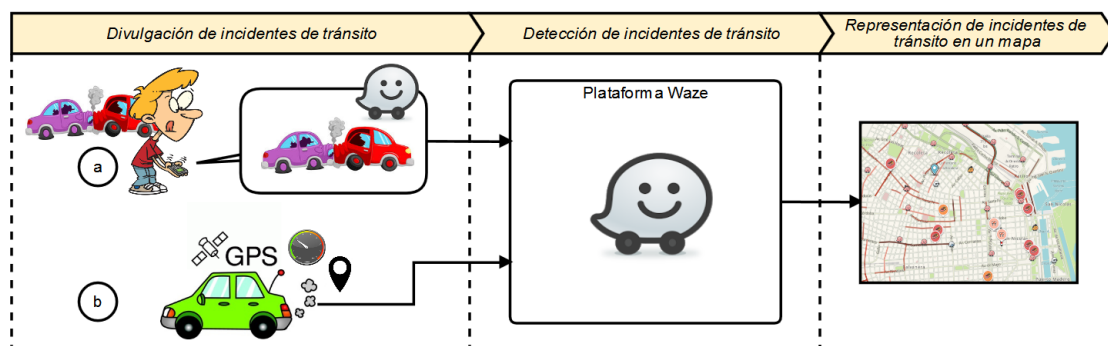 Divulgación de incidentes de tránsito
Detección de incidentes de tránsito
Representación de incidentes de
tránsito en un mapa
Plataforma Waze
a
GPS
b